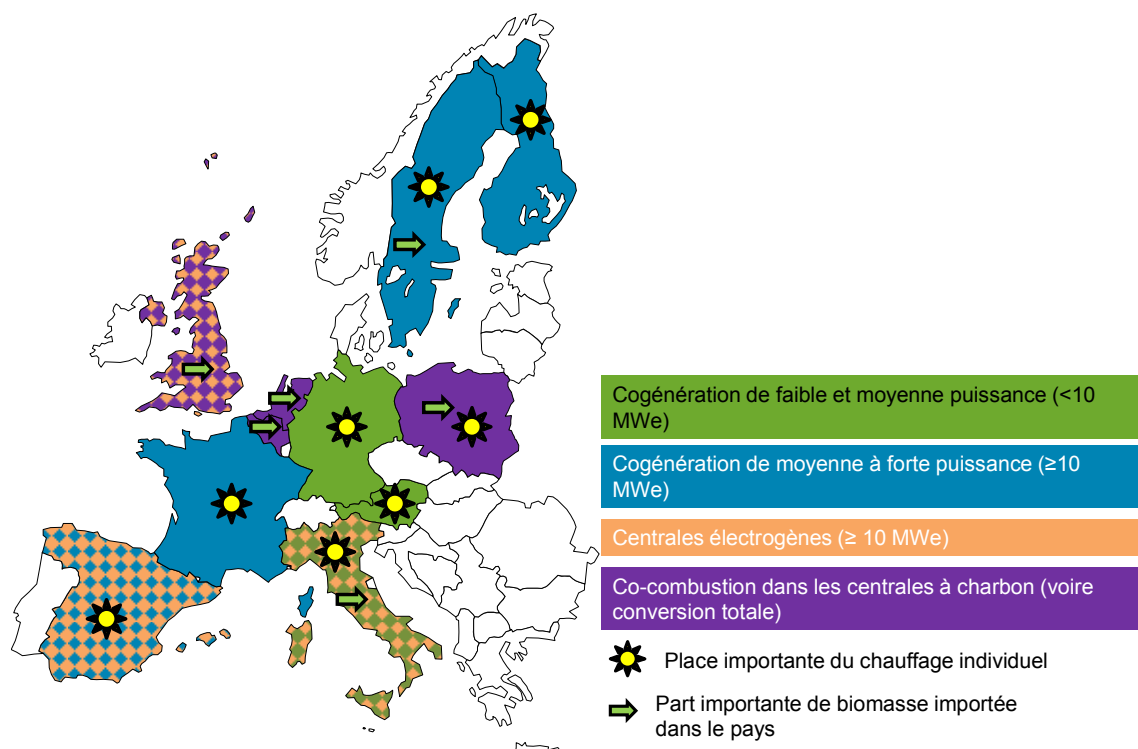 Cogénération de faible et moyenne puissance (<10
MWe)
Cogénération de moyenne à forte puissance (≥10
MWe)
Centrales électrogènes (≥ 10 MWe)
Co-combustion dans les centrales à charbon (voire
conversion totale)
Place importante du chauffage individuel
Part importante de biomasse importée
dans le pays